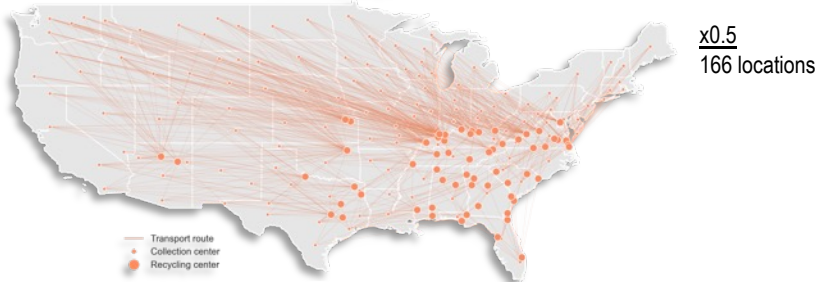 x0.5
166 locations
Transport route
Collection center
Recycling center